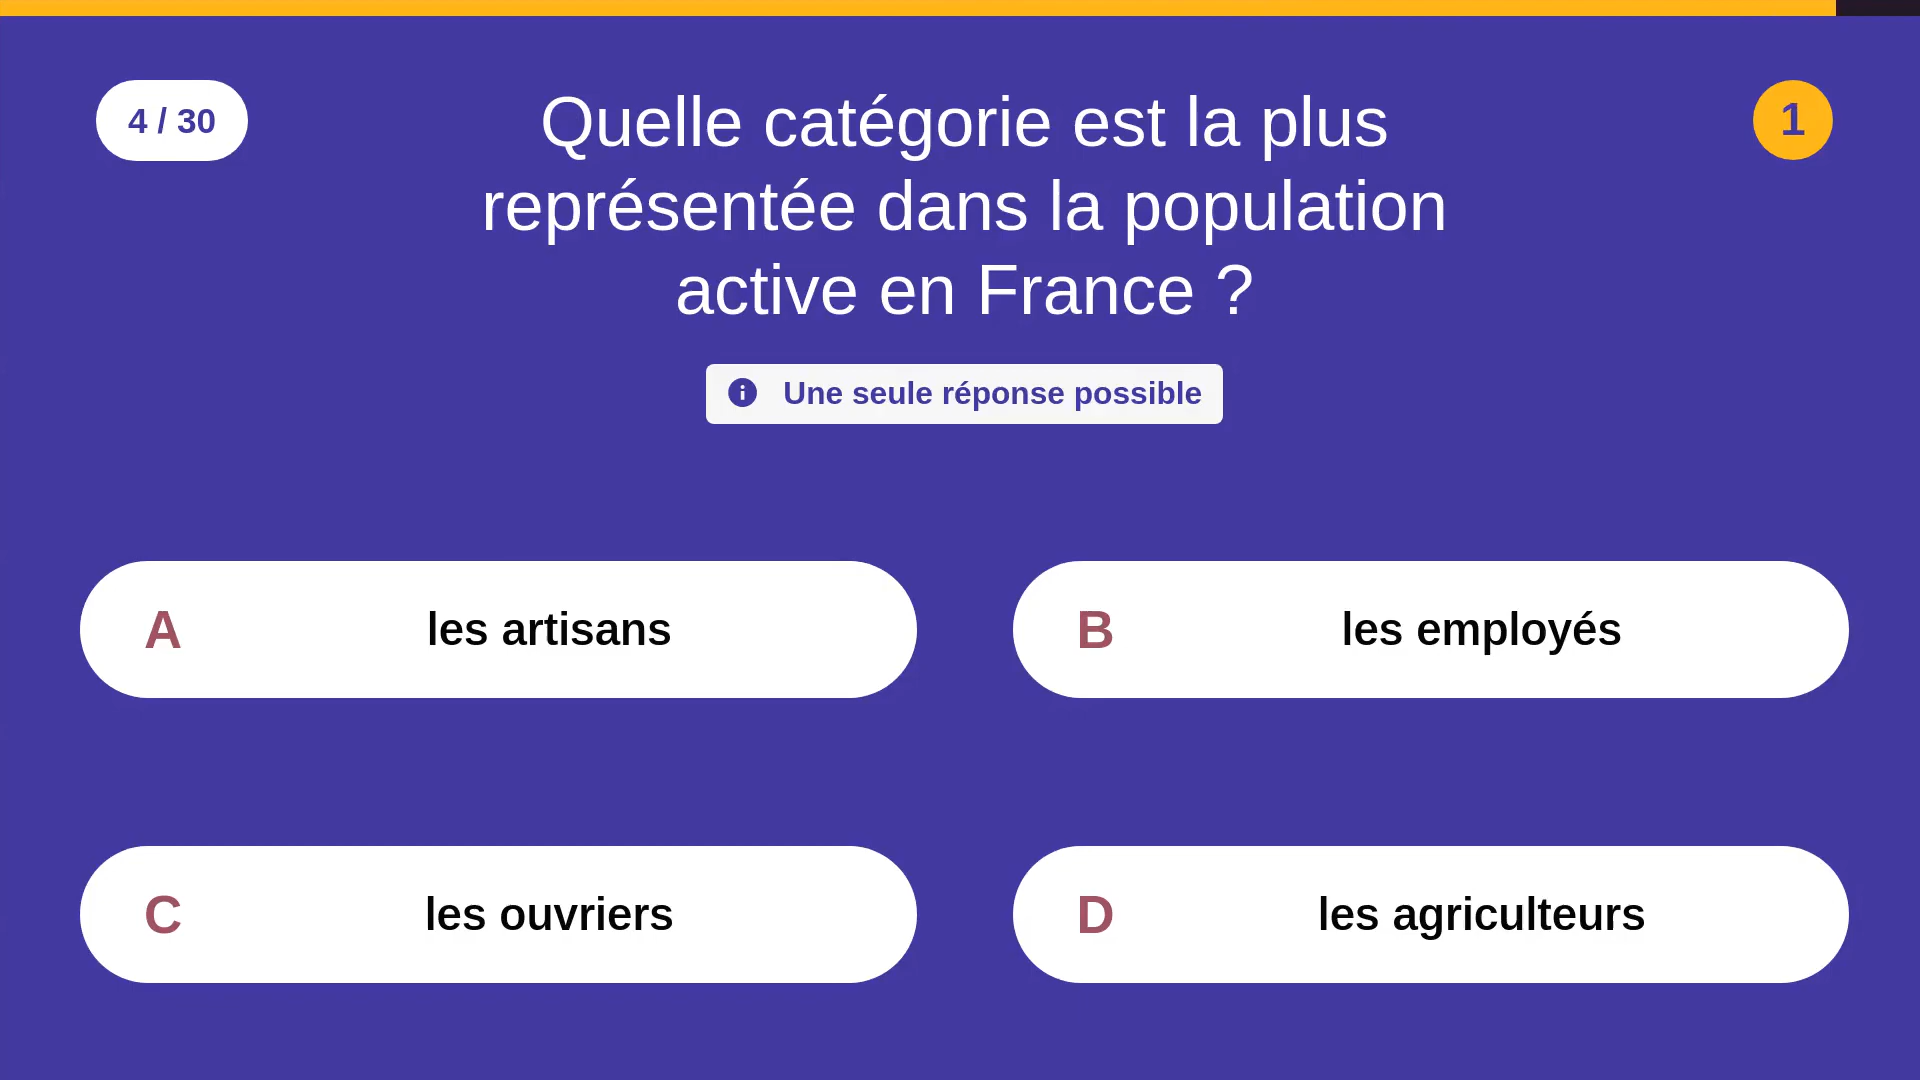 4 / 30
Quelle catégorie est la plus
représentée dans la population
active en France ?
1
Une seule réponse possible
A les artisans
B les employés
C les ouvriers
D les agriculteurs